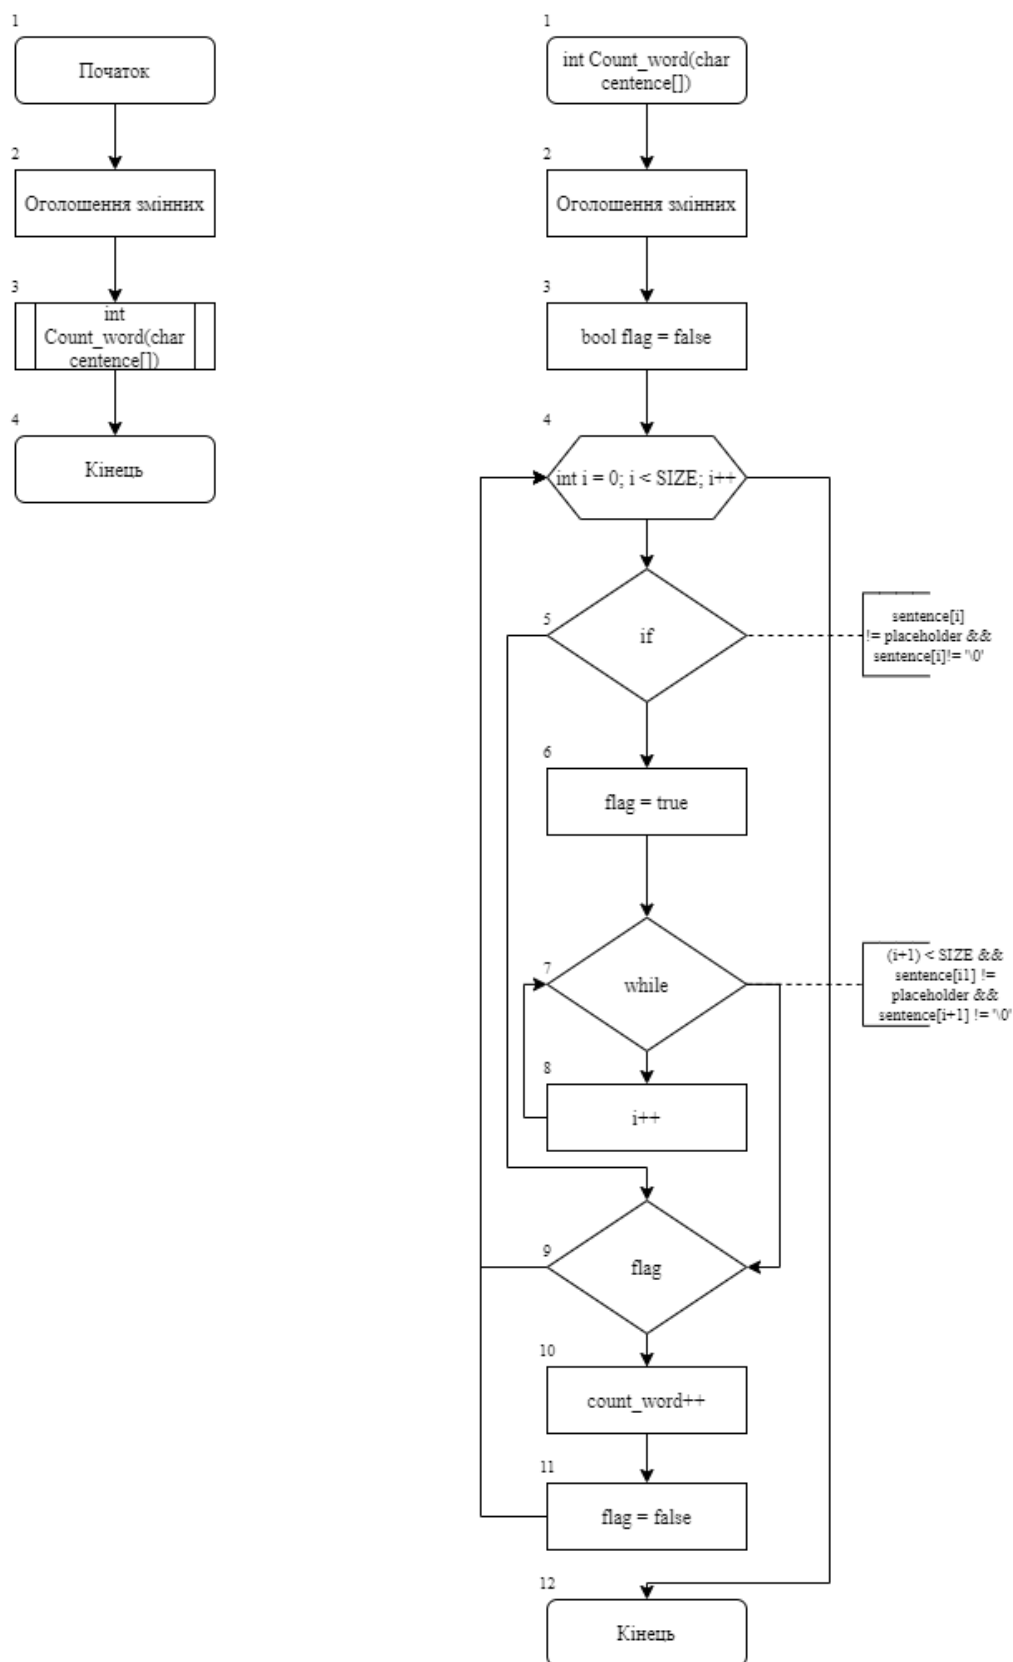 1
Початок
2
Оголошення змінних
3
int
Count_word(char
centence[])
4
Кінець
1
int Count_word(char
centence[])
2
Оголошення змінних
3
bool flag = false
4
int i = 0; i < SIZE; i++
5
if
sentence[i]
!= placeholder &&
sentence[i]!= '\0'
6
flag = true
7
while
(i+1) < SIZE &&
sentence[i1] !=
placeholder &&
sentence[i+1] != '\0'
8
i++
9
flag
10
count_word++
11
flag = false
12
Кінець